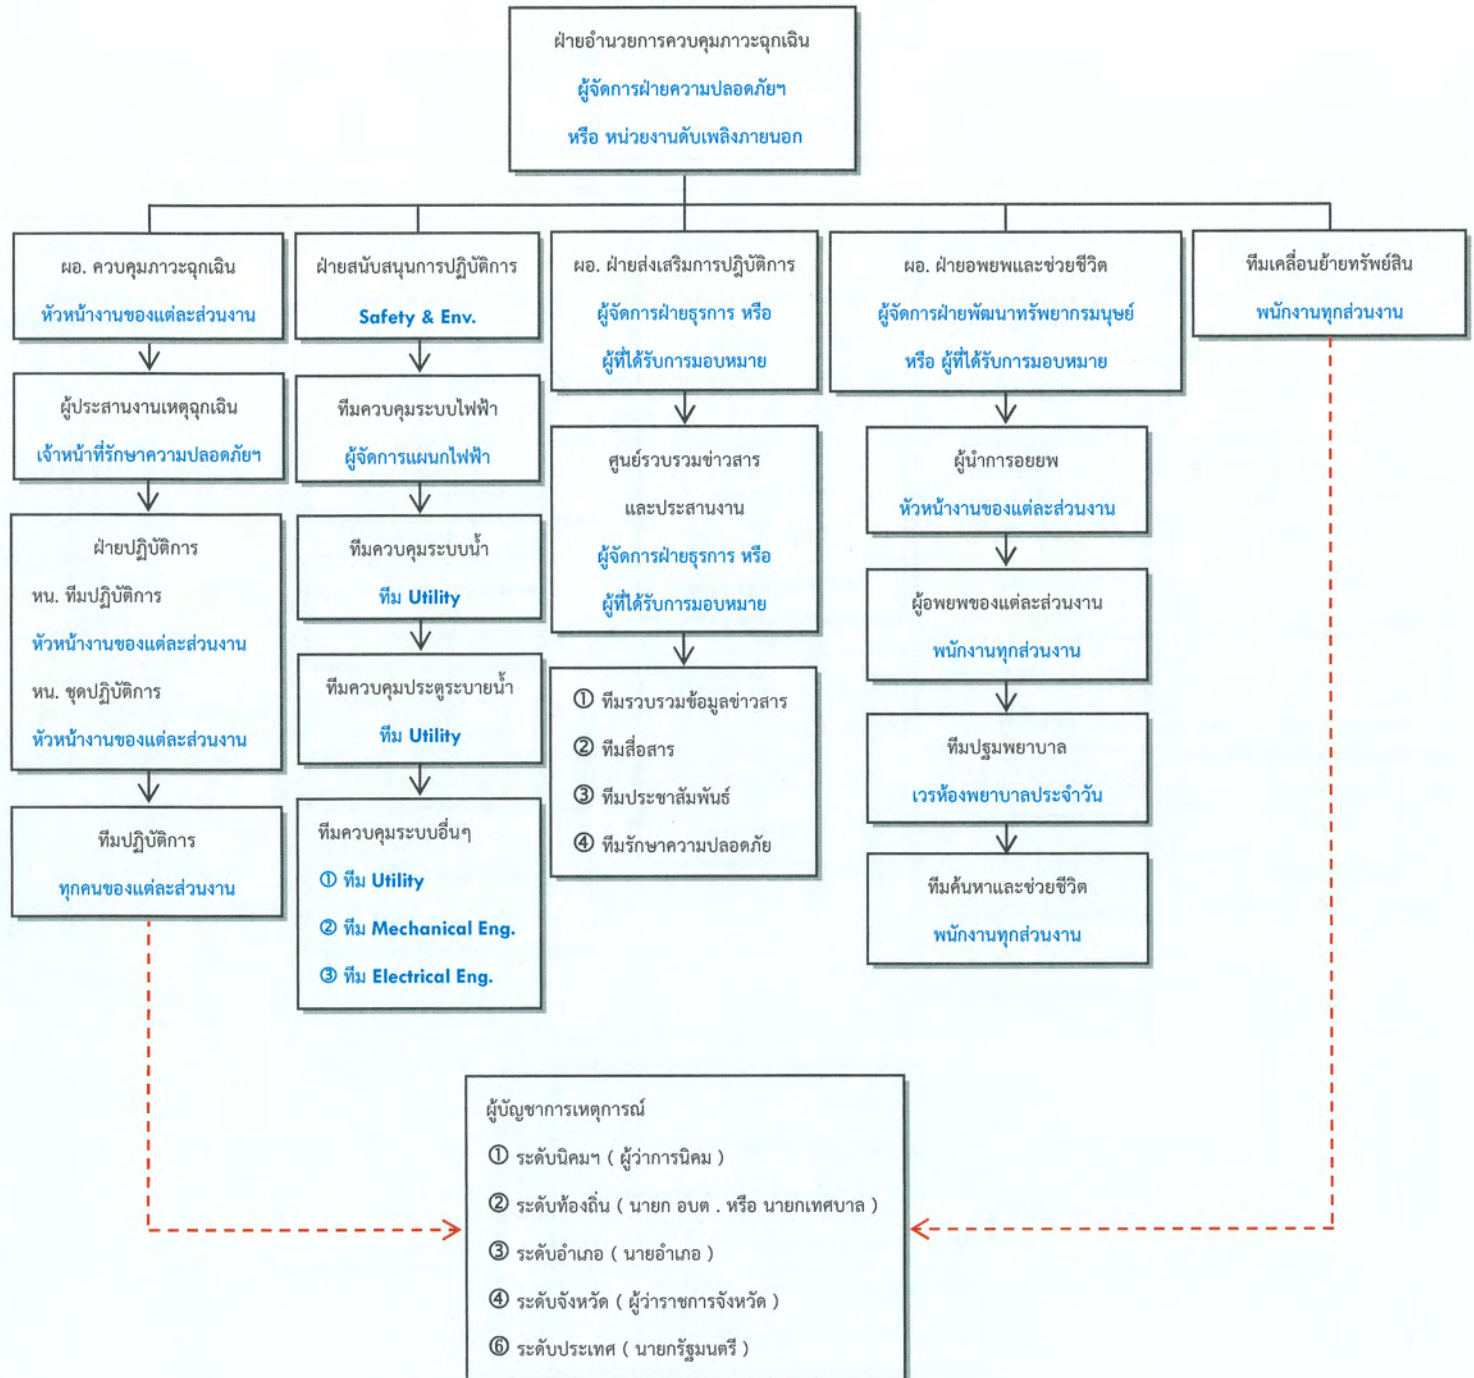 ฝ่ายอำนวยการควบคุมภาวะฉุกเฉิน
ผู้จัดการฝ่ายความปลอดภัยฯ
หรือ หน่วยงานดับเพลิงภายนอก
ผอ. ควบคุมภาวะฉุกเฉิน
หัวหน้างานของแต่ละส่วนงาน
ผู้ประสานงานเหตุฉุกเฉิน
เจ้าหน้าที่รักษาความปลอดภัยฯ
ฝ่ายปฏิบัติการ
หน. ทีมปฏิบัติการ
หัวหน้างานของแต่ละส่วนงาน
หน. ชุดปฏิบัติการ
หัวหน้างานของแต่ละส่วนงาน
ทีมปฏิบัติการ
ทุกคนของแต่ละส่วนงาน
ฝ่ายสนับสนุนการปฏิบัติการ
Safety & Env.
ทีมควบคุมระบบไฟฟ้า
ผู้จัดการแผนกไฟฟ้า
ทีมควบคุมระบบน้ำ
ทีม Utility
ทีมควบคุมประตูระบายน้ำ
ทีม Utility
ทีมควบคุมระบบอื่นๆ
① ทีม Utility
② ทีม Mechanical Eng.
③ ทีม Electrical Eng.
ผอ. ฝ่ายส่งเสริมการปฎิบัติการ
ผู้จัดการฝ่ายธุรการ หรือ
ผู้ที่ได้รับการมอบหมาย
ศูนย์รวบรวมข่าวสาร
และประสานงาน
ผู้จัดการฝ่ายธุรการ หรือ
ผู้ที่ได้รับการมอบหมาย
① ทีมรวบรวมข้อมูลข่าวสาร
② ทีมสื่อสาร
③ ทีมประชาสัมพันธ์
④ ทีมรักษาความปลอดภัย
ผอ. ฝ่ายอพยพและช่วยชีวิต
ผู้จัดการฝ่ายพัฒนาทรัพยากรมนุษย์
หรือ ผู้ที่ได้รับการมอบหมาย
ผู้นำการอยยพ
หัวหน้างานของแต่ละส่วนงาน
ผู้อพยพของแต่ละส่วนงาน
พนักงานทุกส่วนงาน
ทีมปฐมพยาบาล
เวรห้องพยาบาลประจำวัน
ทีมค้นหาและช่วยชีวิต
พนักงานทุกส่วนงาน
ทีมเคลื่อนย้ายทรัพย์สิน
พนักงานทุกส่วนงาน
ผู้บัญชาการเหตุการณ์
① ระดับนิคมฯ ( ผู้ว่าการนิคม )
② ระดับท้องถิ่น ( นายก อบต . หรือ นายกเทศบาล )
③ ระดับอำเภอ ( นายอำเภอ )
④ ระดับจังหวัด ( ผู้ว่าราชการจังหวัด )
⑥ ระดับประเทศ ( นายกรัฐมนตรี )